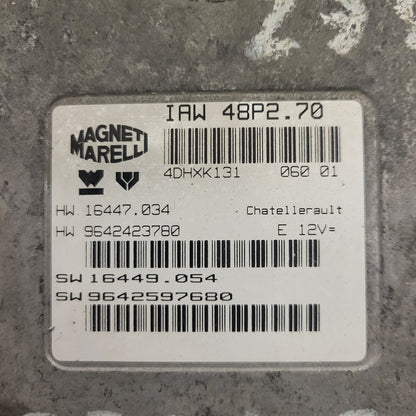 IAW 48P2.70
MAGNETI
MARELLI
4DHXK131 060 01
HW 16447.034 Chatellerault
HW 9642423780 E 12V=
SW 16449.054
SW 9642597680